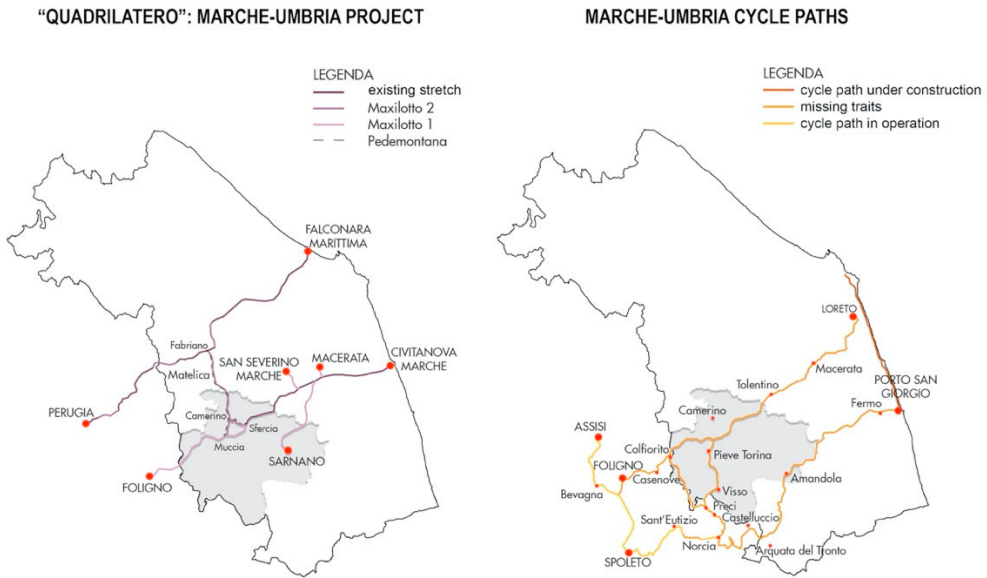 “QUADRILATERO”: MARCHE-UMBRIA PROJECT
LEGENDA
existing stretch
Maxilotto 2
Maxilotto 1
Pedemontana
FALCONARA
MARITTIMA
Fabriano
Matelica
SAN SEVERINO
MARCHE
MACERATA
CIVITANOVA
MARCHE
PERUGIA
Camerino
Sfercia
Muccia
SARNANO
FOLIGNO
MARCHE-UMBRIA CYCLE PATHS
LEGENDA
cycle path under construction
missing traits
cycle path in operation
LORETO
Macerata
Tolentino
PORTO SAN
GIORGIO
Fermo
Camerino
ASSISI
Colfiorito
FOLIGNO
Casenove
Pieve Torina
Amandola
Bevagna
Visso
Preci
Sant'Eutizio
Castelluccio
Norcia
Arquata del Tronto
SPOLETO